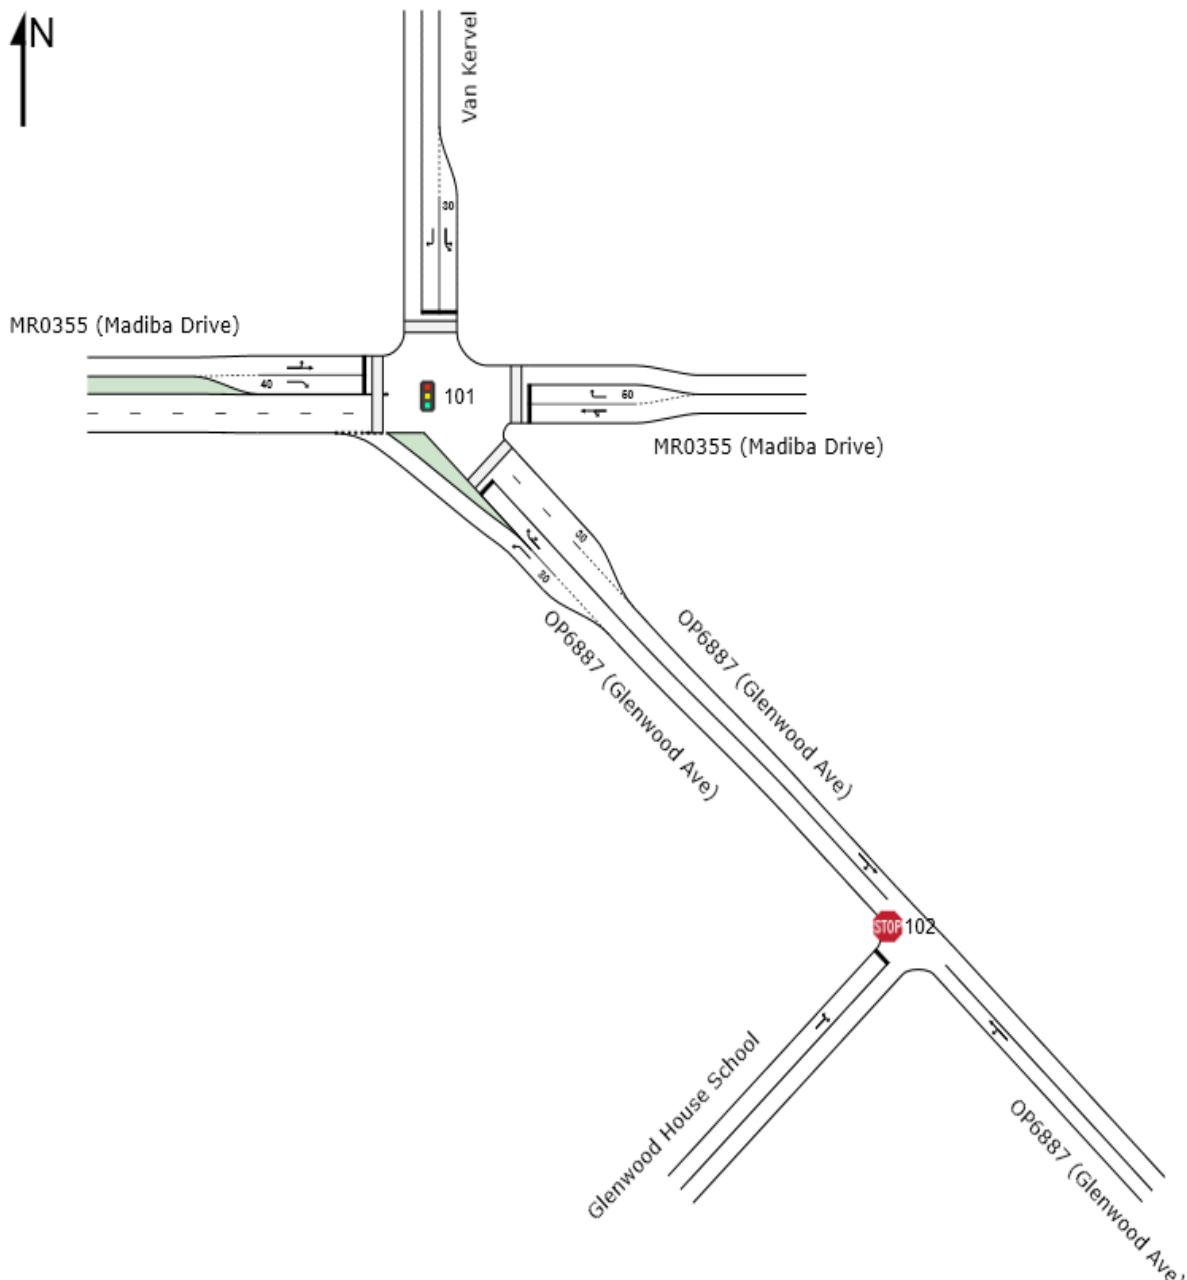 N
Van Kervel
30
MR0355 (Madiba Drive)
40
101
60
MR0355 (Madiba Drive)
30
30
OP6887 (Glenwood Ave)
OP6887 (Glenwood Ave)
STOP 102
Glenwood House School
OP6887 (Glenwood Ave)